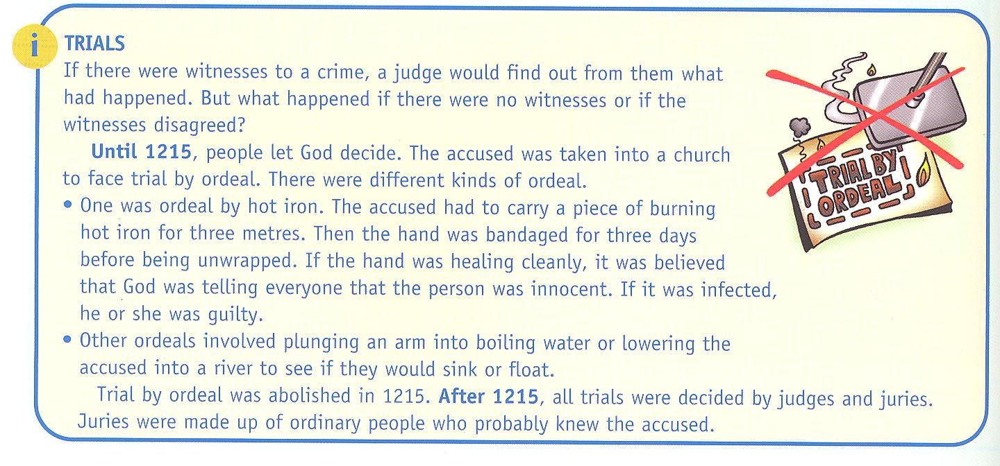 i
TRIALS
If there were witnesses to a crime, a judge would find out from them what
had happened. But what happened if there were no witnesses or if the
witnesses disagreed?
Until 1215, people let God decide. The accused was taken into a church
to face trial by ordeal. There were different kinds of ordeal.
• One was ordeal by hot iron. The accused had to carry a piece of burning
hot iron for three metres. Then the hand was bandaged for three days
before being unwrapped. If the hand was healing cleanly, it was believed
that God was telling everyone that the person was innocent. If it was infected,
he or she was guilty.
• Other ordeals involved plunging an arm into boiling water or lowering the
accused into a river to see if they would sink or float.
Trial by ordeal was abolished in 1215. After 1215, all trials were decided by judges and juries.
Juries were made up of ordinary people who probably knew the accused.
TRIAL BY
ORDEAL